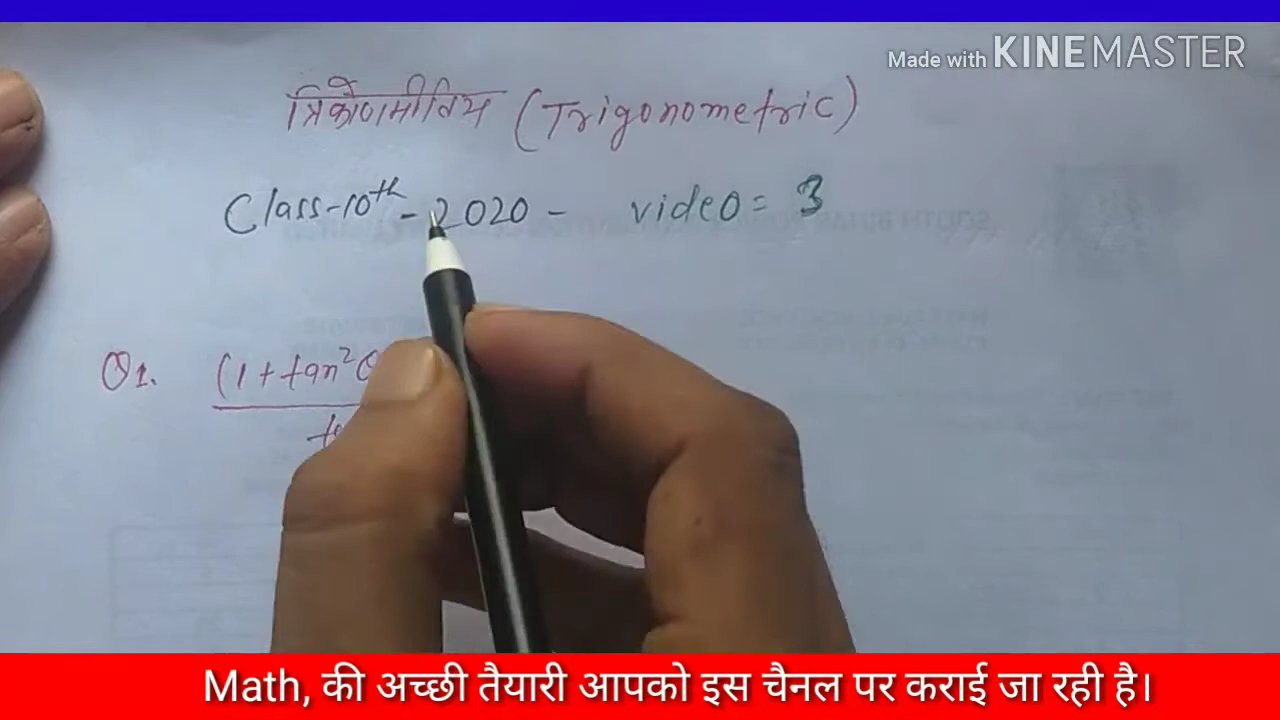 Made with KINEMASTER
(Trigonometric)
Class-10th - 2020 - video = 3
Q1. (1 + tan²θ
Math, की अच्छी तैयारी आपको इस चैनल पर कराई जा रही है।